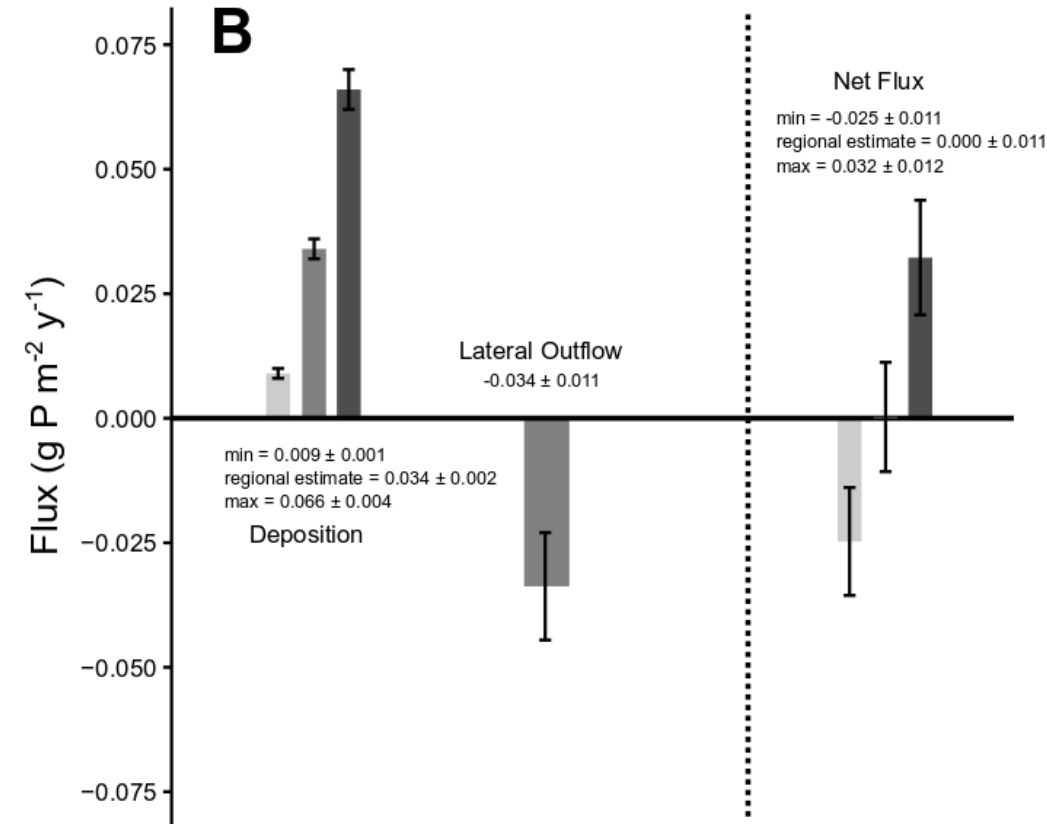 B
0.075
0.050
0.025
0.000
−0.025
−0.050
−0.075
Flux (g P m⁻² y⁻¹)
min = 0.009 ± 0.001
regional estimate = 0.034 ± 0.002
max = 0.066 ± 0.004
Deposition
Lateral Outflow
-0.034 ± 0.011
Net Flux
min = -0.025 ± 0.011
regional estimate = 0.000 ± 0.011
max = 0.032 ± 0.012